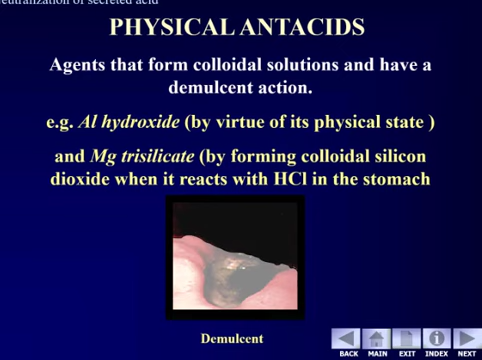 Neutralization of secreted acid
PHYSICAL ANTACIDS
Agents that form colloidal solutions and have a
demulcent action.
e.g. Al hydroxide (by virtue of its physical state )
and Mg trisilicate (by forming colloidal silicon
dioxide when it reacts with HCl in the stomach
Demulcent
BACK MAIN EXIT INDEX NEXT